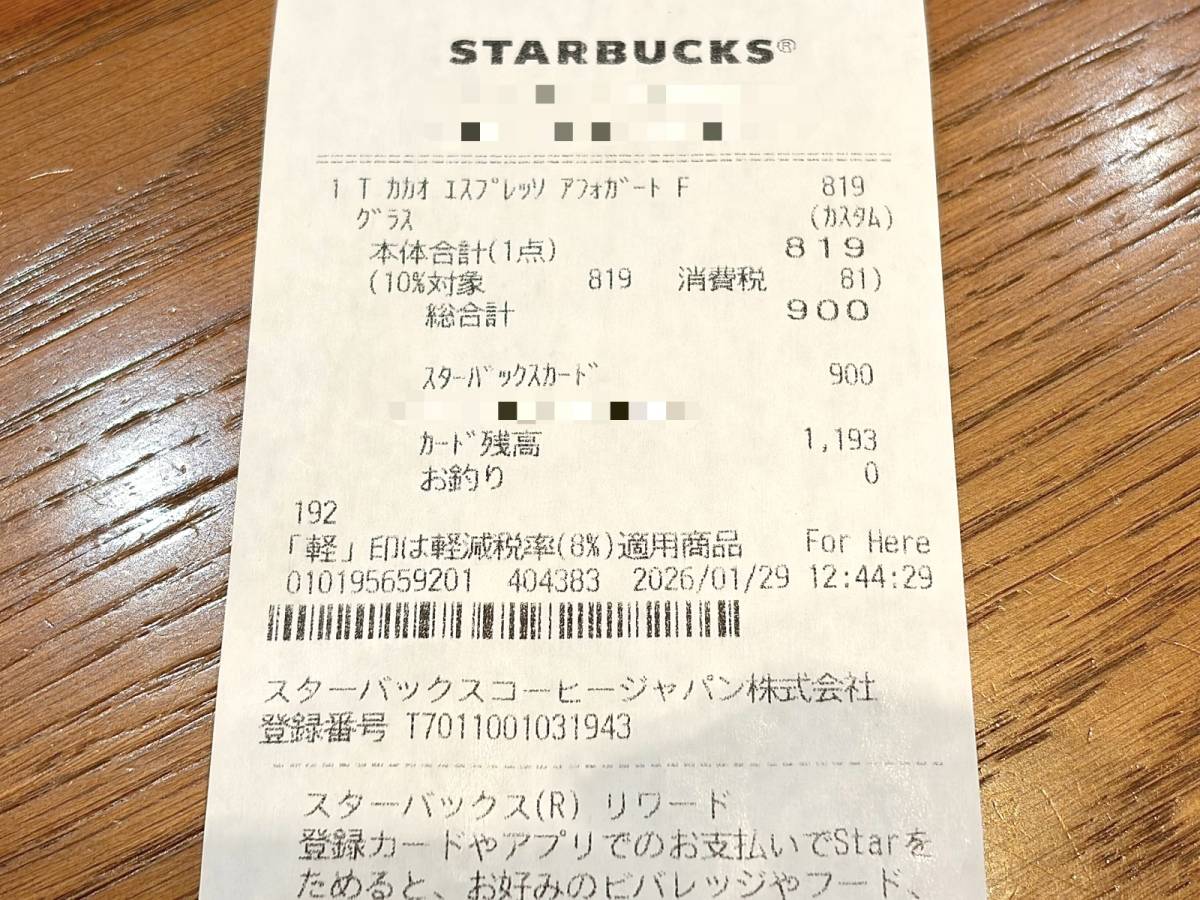 STARBUCKS®
1 T カカオ エスプレッソ アフォガート F 819
グラス (カスタム)
本体合計(1点) 819
(10%対象 819 消費税 81)
総合計 900
スターバックスカード 900
カード残高 1,193
お釣り 0
192
「軽」印は軽減税率(8%)適用商品 For Here
010195659201 404383 2026/01/29 12:44:29
スターバックスコーヒージャパン株式会社
登録番号 T7011001031943
スターバックス(R) リワード
登録カードやアプリでのお支払いでStarを
ためると、お好みのビバレッジやフード、